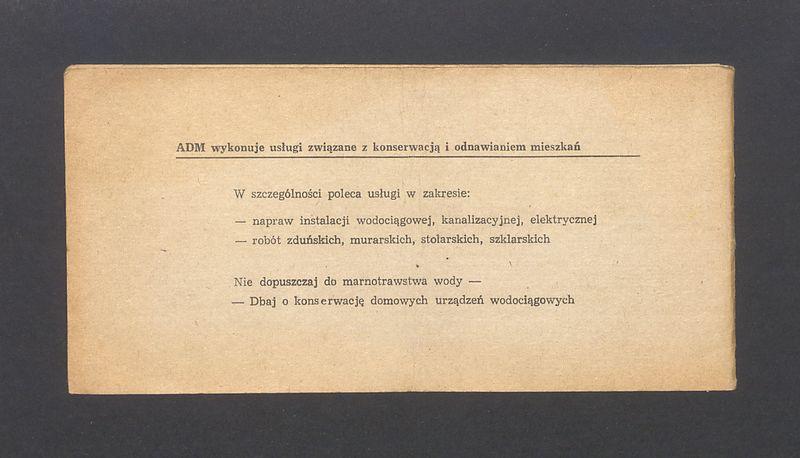 ADM wykonuje usługi związane z konserwacją i odnawianiem mieszkań
W szczególności poleca usługi w zakresie:
— napraw instalacji wodociągowej, kanalizacyjnej, elektrycznej
— robót zduńskich, murarskich, stolarskich, szklarskich
Nie dopuszczaj do marnotrawstwa wody —
— Dbaj o konserwację domowych urządzeń wodociągowych